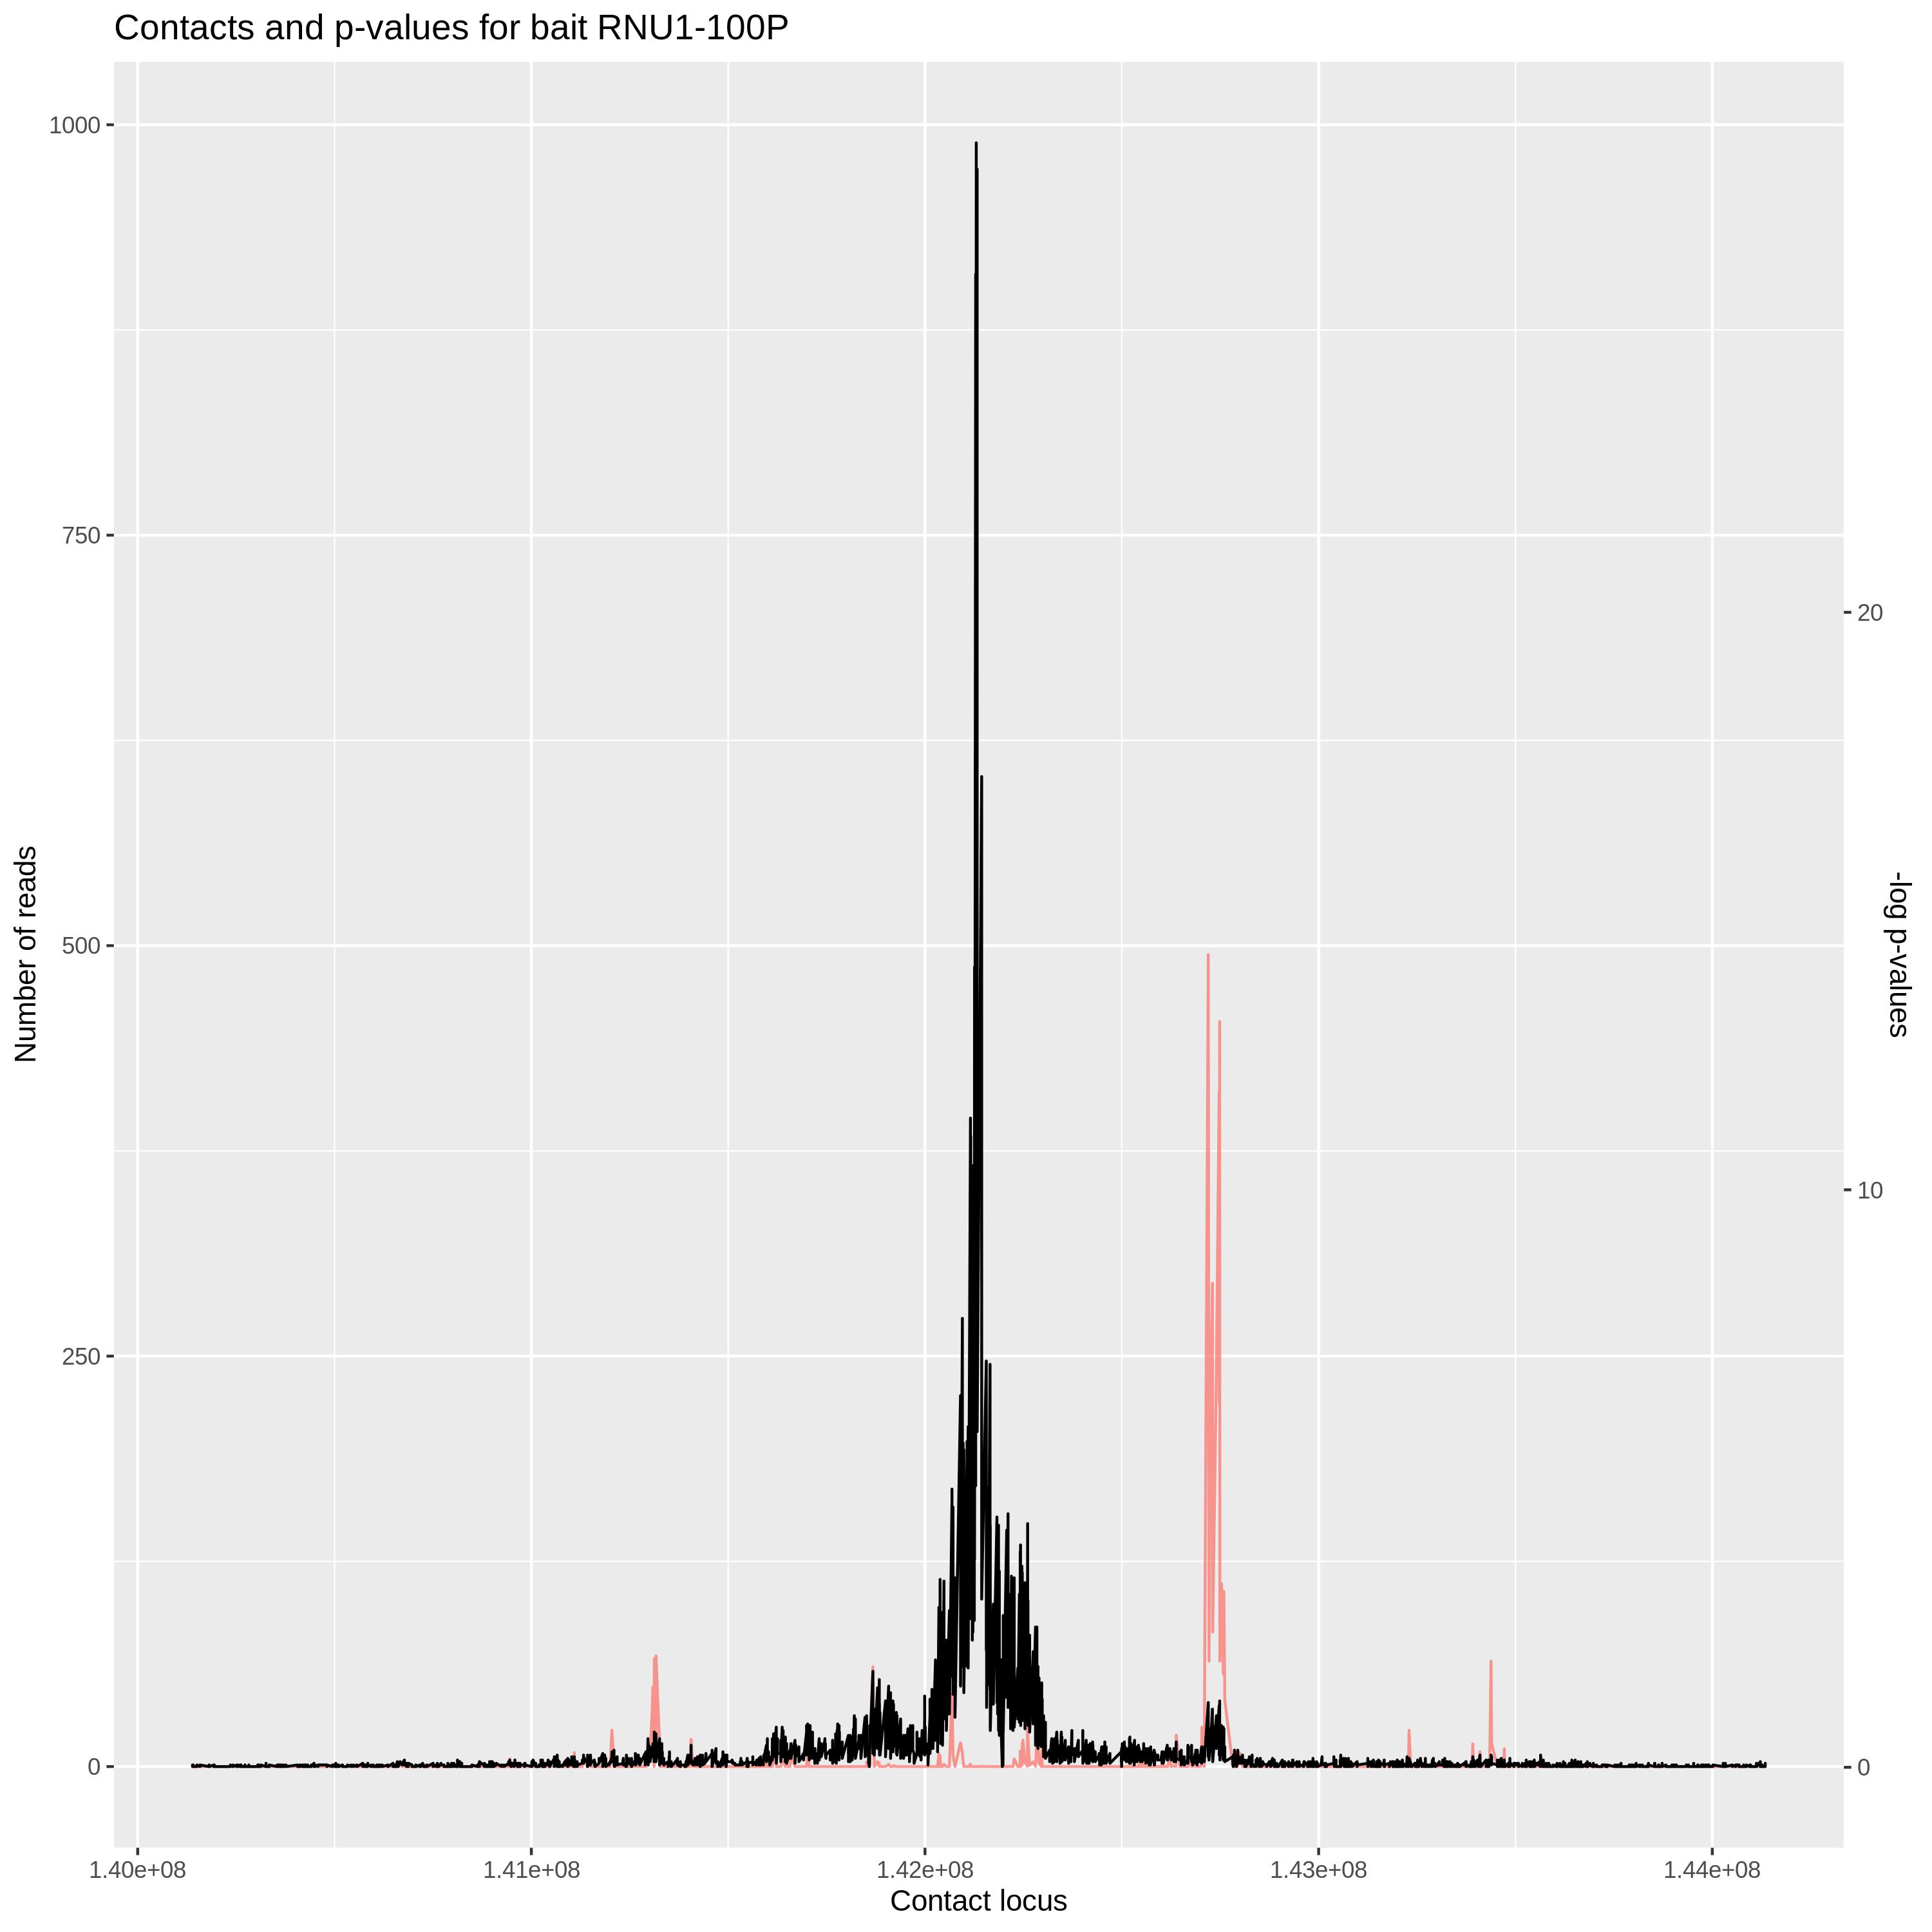 Contacts and p-values for bait RNU1-100P
1000
750
500
250
0
Number of reads
20
10
0
-log p-values
1.40e+08
1.41e+08
1.42e+08
1.43e+08
1.44e+08
Contact locus